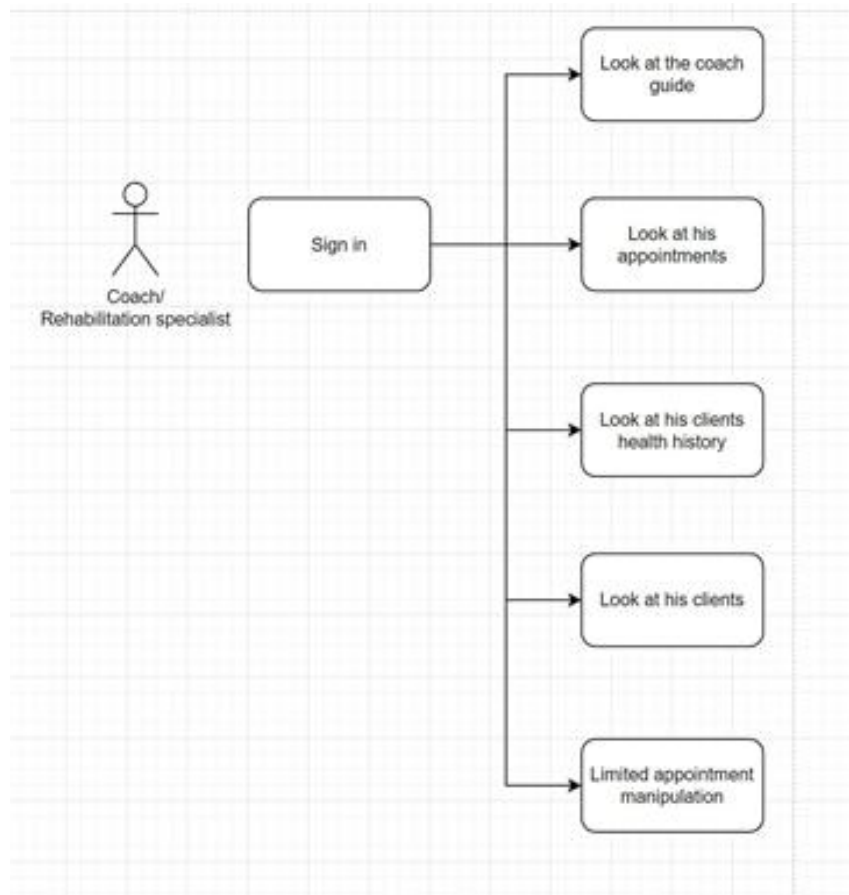 Look at the coach
guide
Sign in
Look at his
appointments
Coach/
Rehabilitation specialist
Look at his clients
health history
Look at his clients
Limited appointment
manipulation